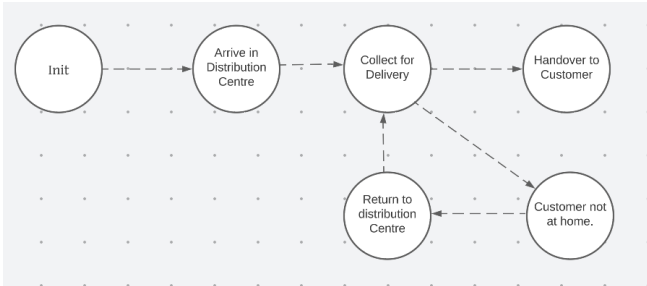 Init
Arrive in
Distribution
Centre
Collect for
Delivery
Handover to
Customer
Return to
distribution
Centre
Customer not
at home.